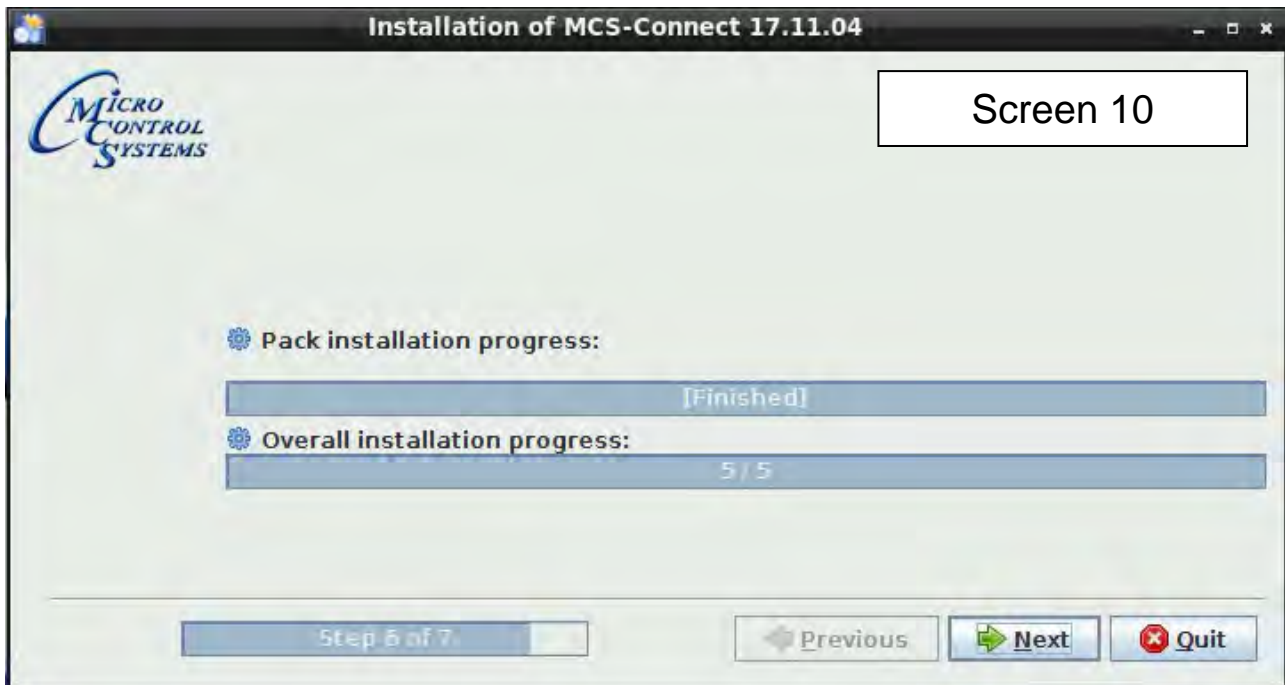 Installation of MCS-Connect 17.11.04
MICRO
CONTROL
SYSTEMS
Screen 10
Pack installation progress:
[Finished]
Overall installation progress:
5 / 5
Step 6 of 7
Previous
Next
Quit